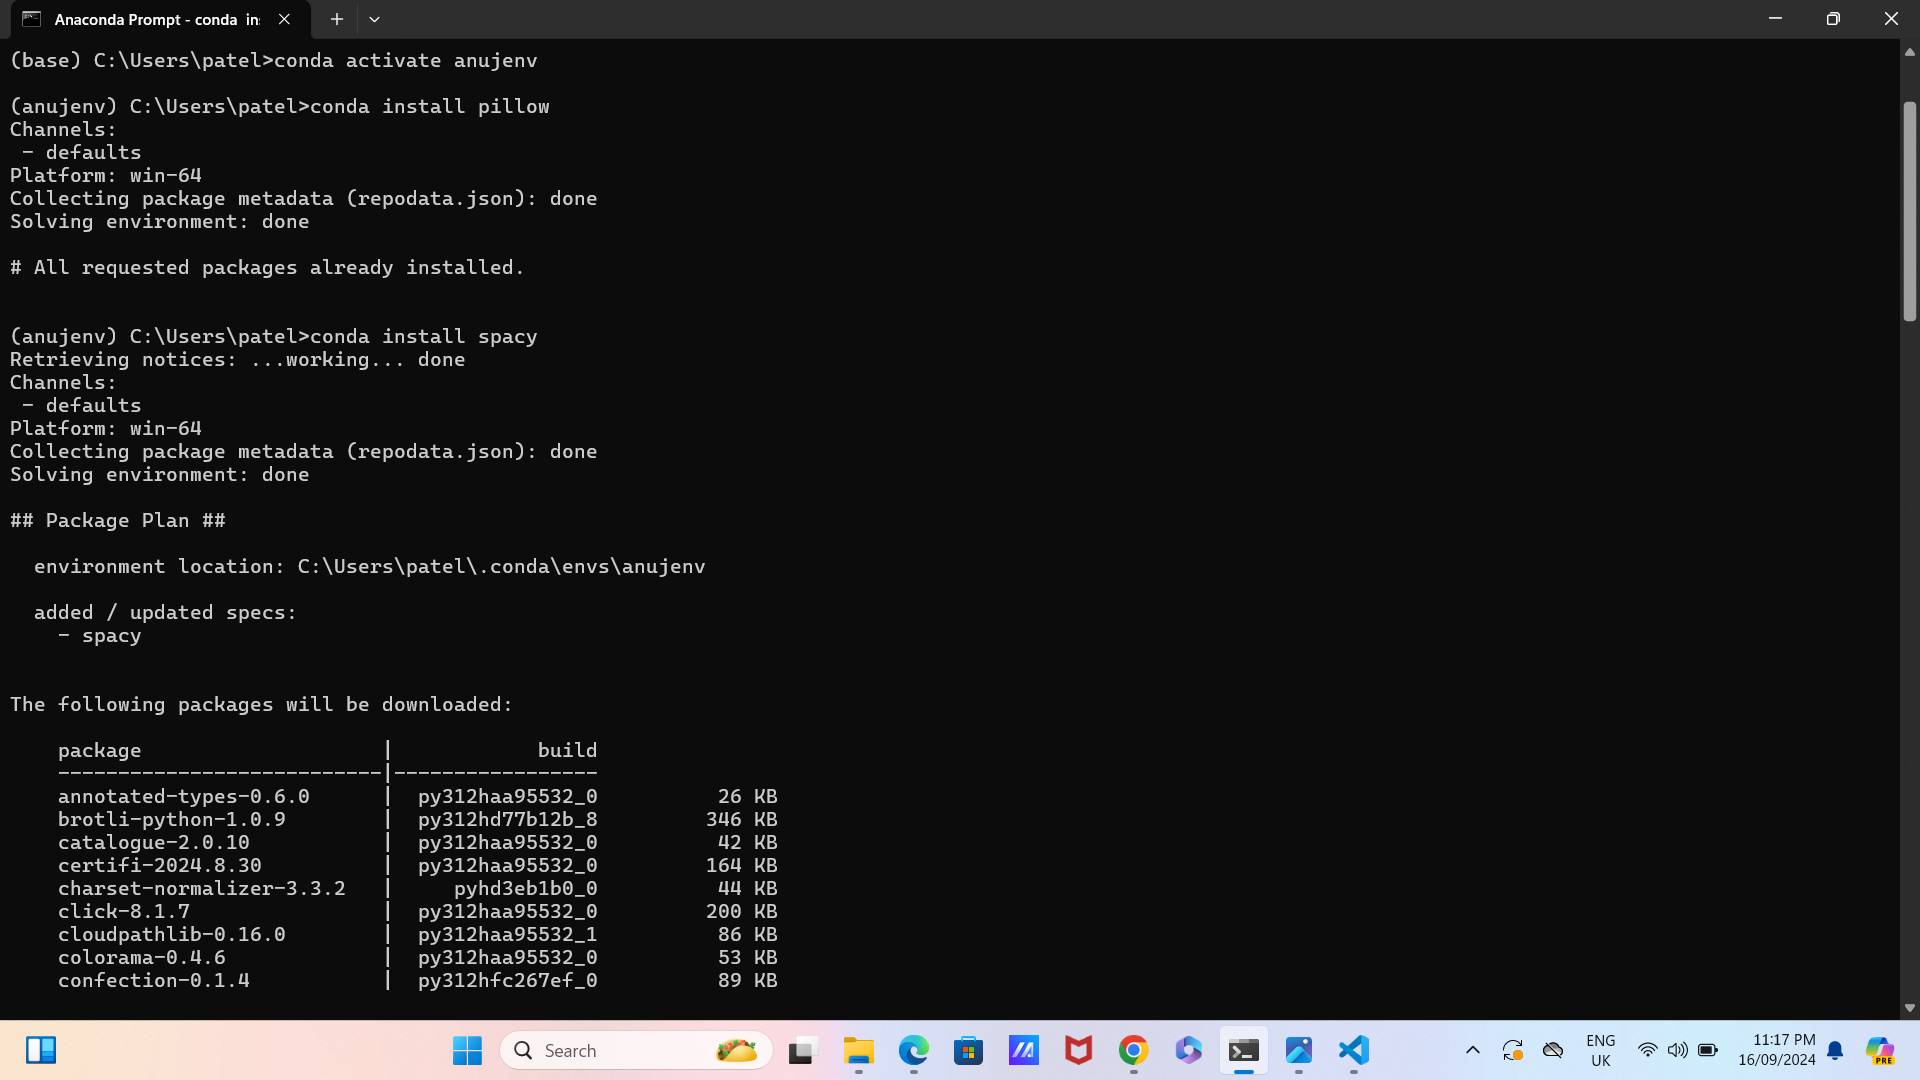 Anaconda Prompt - conda in
(base) C:\Users\patel>conda activate anujenv
(anujenv) C:\Users\patel>conda install pillow
Channels:
 - defaults
Platform: win-64
Collecting package metadata (repodata.json): done
Solving environment: done
# All requested packages already installed.
(anujenv) C:\Users\patel>conda install spacy
Retrieving notices: ...working... done
Channels:
 - defaults
Platform: win-64
Collecting package metadata (repodata.json): done
Solving environment: done
## Package Plan ##
  environment location: C:\Users\patel\.conda\envs\anujenv
  added / updated specs:
    - spacy
The following packages will be downloaded:
    package                    |            build
    ---------------------------|-----------------
    annotated-types-0.6.0      |  py312haa95532_0          26 KB
    brotli-python-1.0.9        |  py312hd77b12b_8         346 KB
    catalogue-2.0.10           |  py312haa95532_0          42 KB
    certifi-2024.8.30          |  py312haa95532_0         164 KB
    charset-normalizer-3.3.2   |     pyhd3eb1b0_0          44 KB
    click-8.1.7                |  py312haa95532_0         200 KB
    cloudpathlib-0.16.0        |  py312haa95532_1          86 KB
    colorama-0.4.6             |  py312haa95532_0          53 KB
    confection-0.1.4           |  py312hfc267ef_0          89 KB
Search
ENG
UK
11:17 PM
16/09/2024
PRE